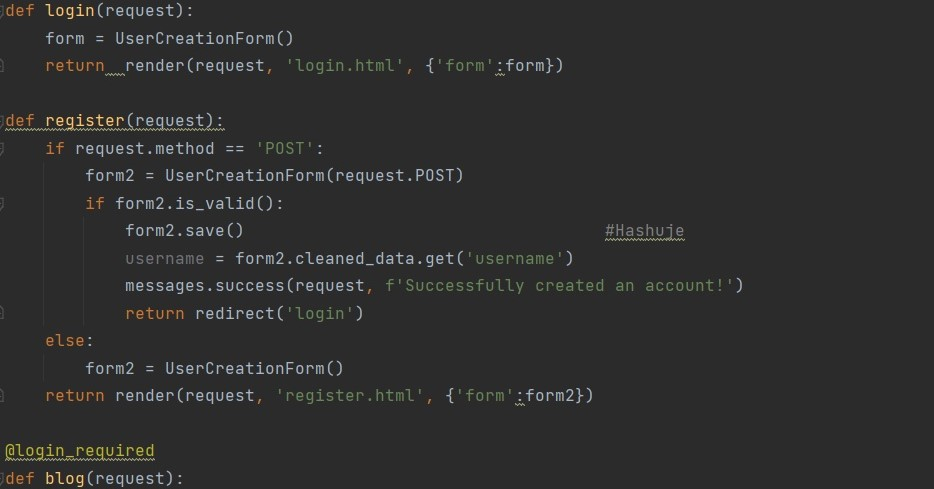 def login(request):
    form = UserCreationForm()
    return  render(request, 'login.html', {'form':form})
def register(request):
    if request.method == 'POST':
        form2 = UserCreationForm(request.POST)
        if form2.is_valid():
            form2.save()                                    #Hashuje
            username = form2.cleaned_data.get('username')
            messages.success(request, f'Successfully created an account!')
            return redirect('login')
    else:
        form2 = UserCreationForm()
    return render(request, 'register.html', {'form':form2})
@login_required
def blog(request):